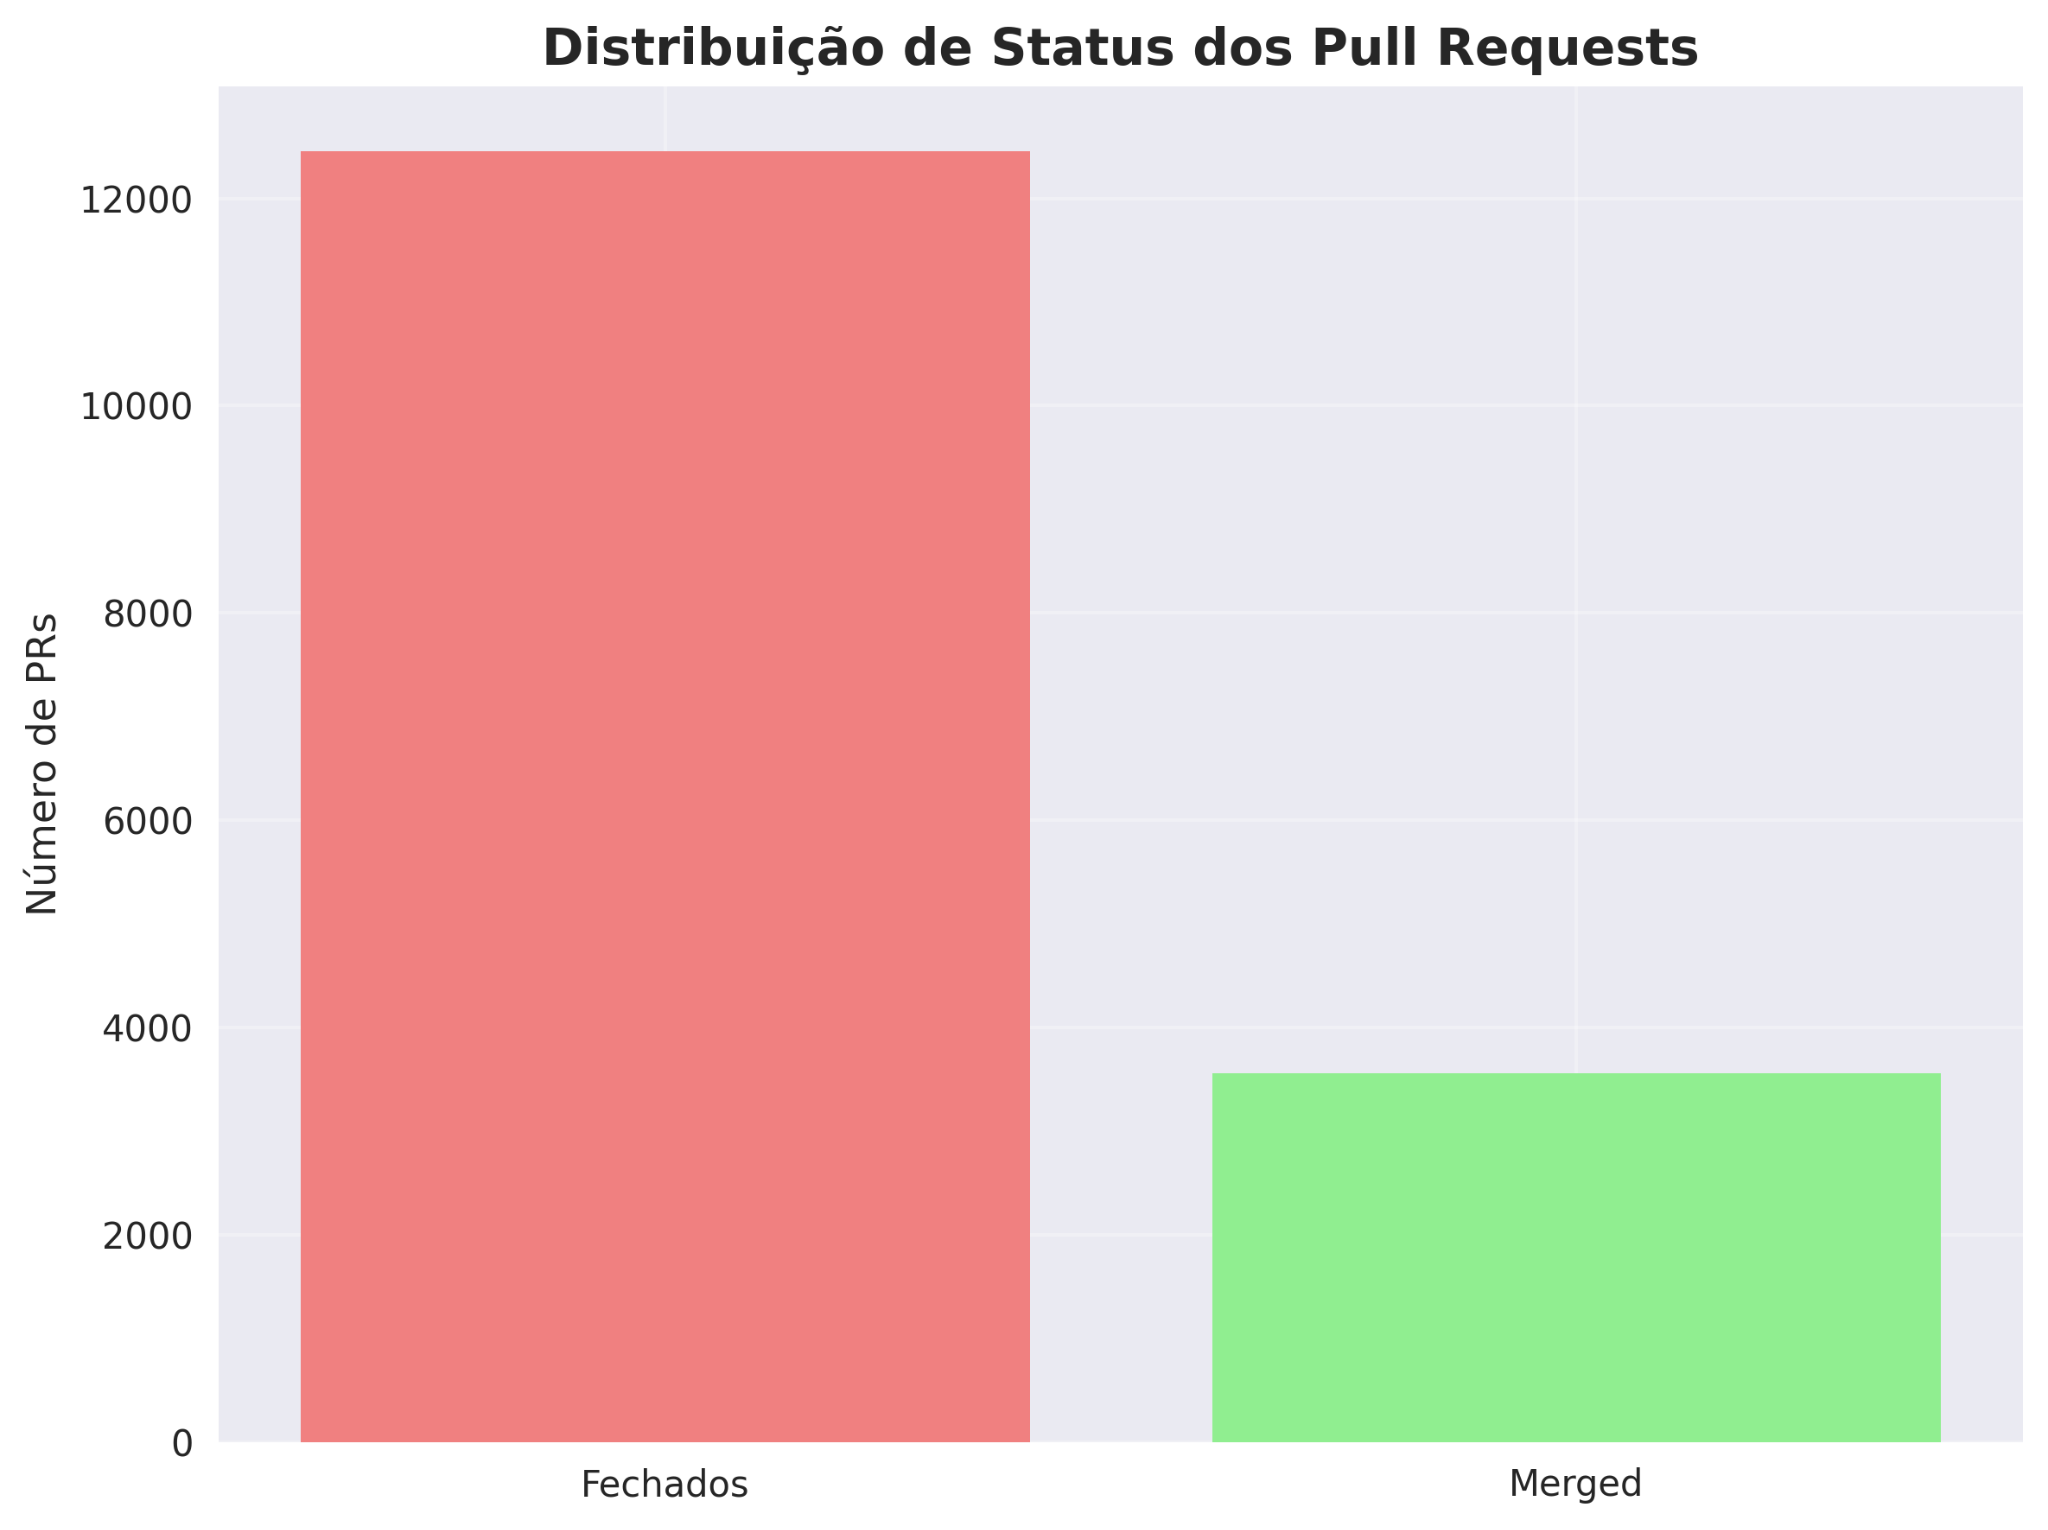 Distribuição de Status dos Pull Requests
Número de PRs
12000
10000
8000
6000
4000
2000
0
Fechados
Merged